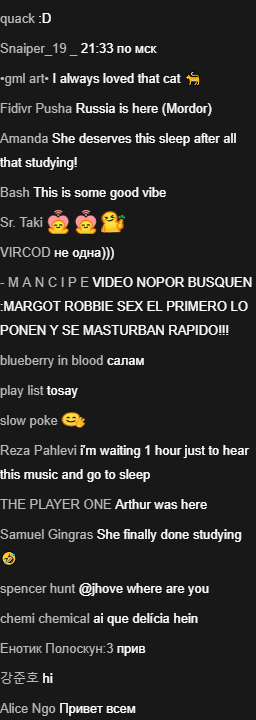 quack :D
Snaiper_19 _ 21:33 по мск
•gml art• I always loved that cat 🐈
Fidivr Pusha Russia is here (Mordor)
Amanda She deserves this sleep after all
that studying!
Bash This is some good vibe
Sr. Taki
VIRCOD не одна)))
- M A N C I P E VIDEO NOPOR BUSQUEN
:MARGOT ROBBIE SEX EL PRIMERO LO
PONEN Y SE MASTURBAN RAPIDO!!!
blueberry in blood салам
play list tosay
slow poke
Reza Pahlevi i'm waiting 1 hour just to hear
this music and go to sleep
THE PLAYER ONE Arthur was here
Samuel Gingras She finally done studying
🤣
spencer hunt @jhove where are you
chemi chemical ai que delícia hein
Енотик Полоскун:3 прив
강준호 hi
Alice Ngo Привет всем